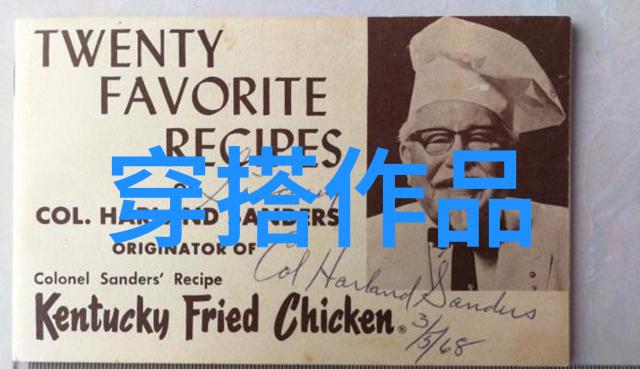 TWENTY
FAVORITE
RECIPES
穿搭作品
COL. HARLAND SANDERS
ORIGINATOR OF
Colonel Sanders' Recipe
Kentucky Fried Chicken®
Col Harland Sanders
3/5/68